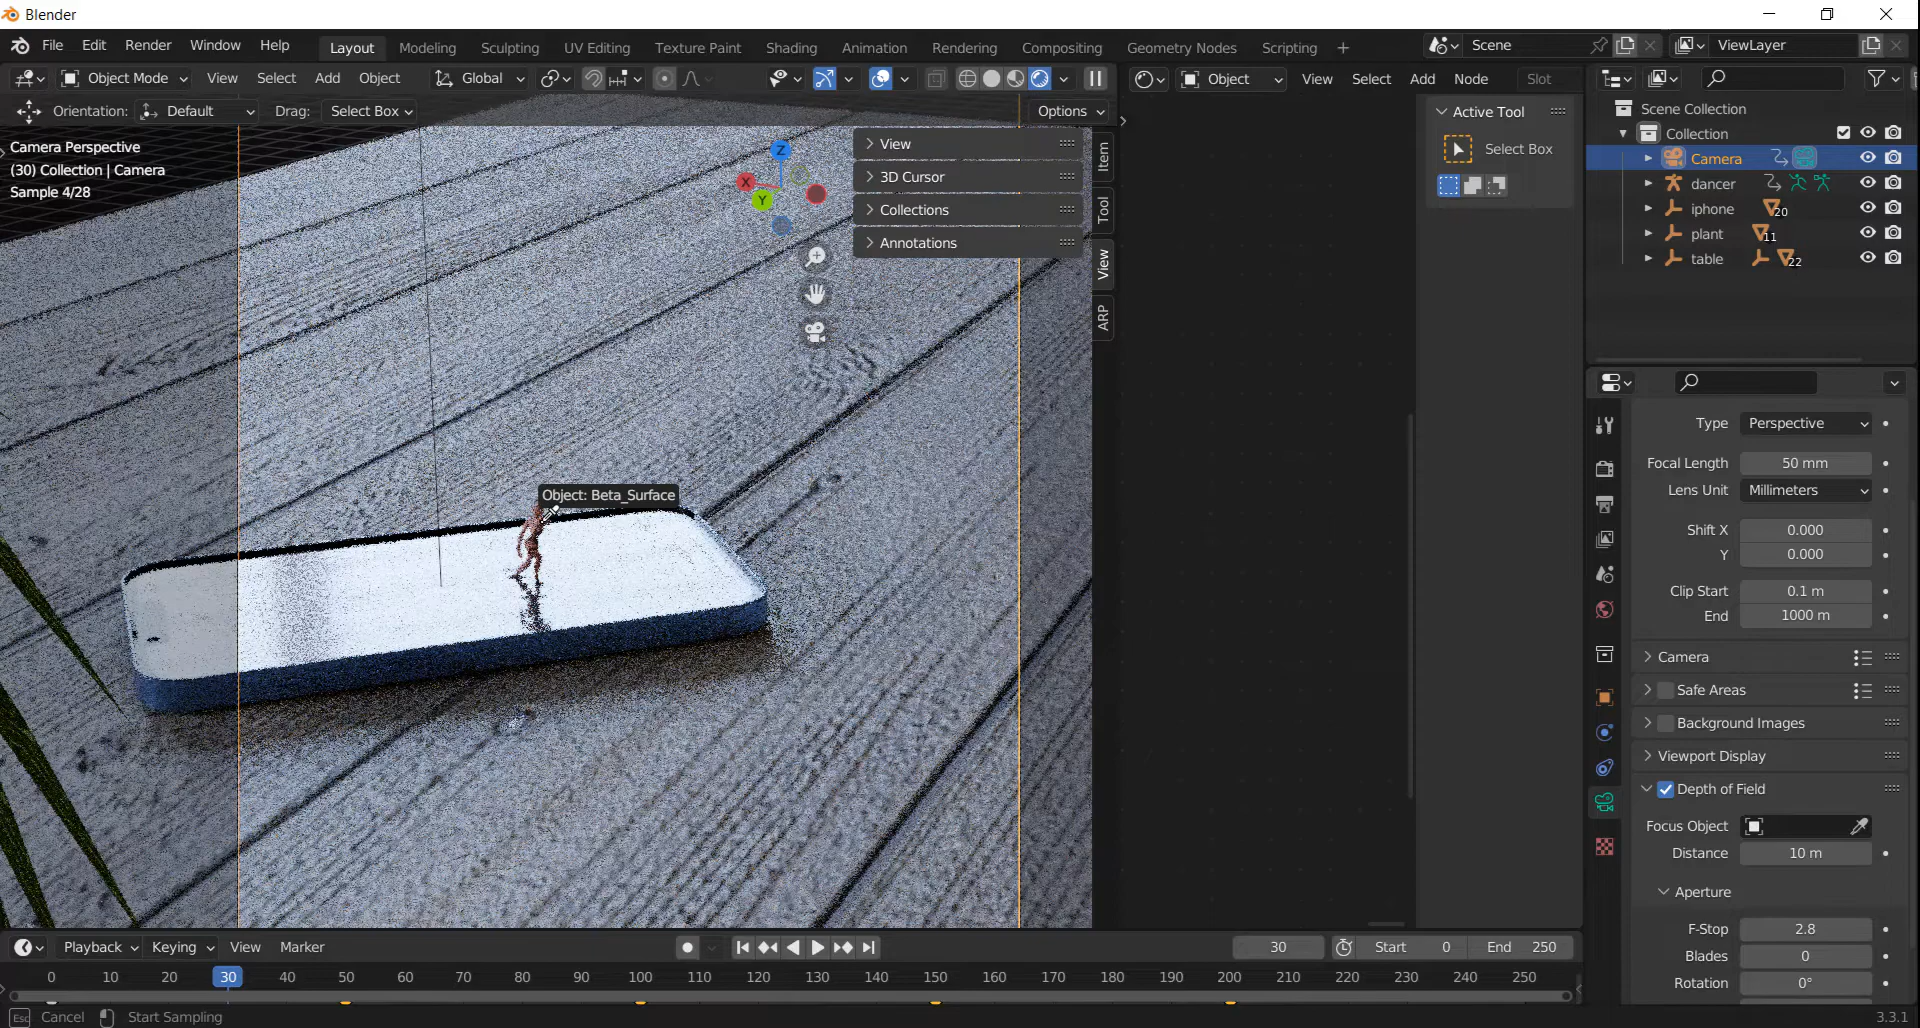 Blender
File Edit Render Window Help Layout Modeling Sculpting UV Editing Texture Paint Shading Animation Rendering Compositing Geometry Nodes Scripting + Scene ViewLayer
Object Mode View Select Add Object Global Object View Select Add Node Slot
Orientation: Default Drag: Select Box Options
Camera Perspective
(30) Collection | Camera
Sample 4/28
Z
X
Y
View
3D Cursor
Collections
Annotations
Item
Tool
View
ARP
Active Tool
Select Box
Object: Beta_Surface
Scene Collection
Collection
Camera
dancer
iphone 20
plant 11
table 22
Type Perspective
Focal Length 50 mm
Lens Unit Millimeters
Shift X 0.000
Y 0.000
Clip Start 0.1 m
End 1000 m
Camera
Safe Areas
Background Images
Viewport Display
Depth of Field
Focus Object
Distance 10 m
Aperture
F-Stop 2.8
Blades 0
Rotation 0°
Playback Keying View Marker 30 Start 0 End 250
0 10 20 30 40 50 60 70 80 90 100 110 120 130 140 150 160 170 180 190 200 210 220 230 240 250
Esc Cancel Start Sampling 3.3.1